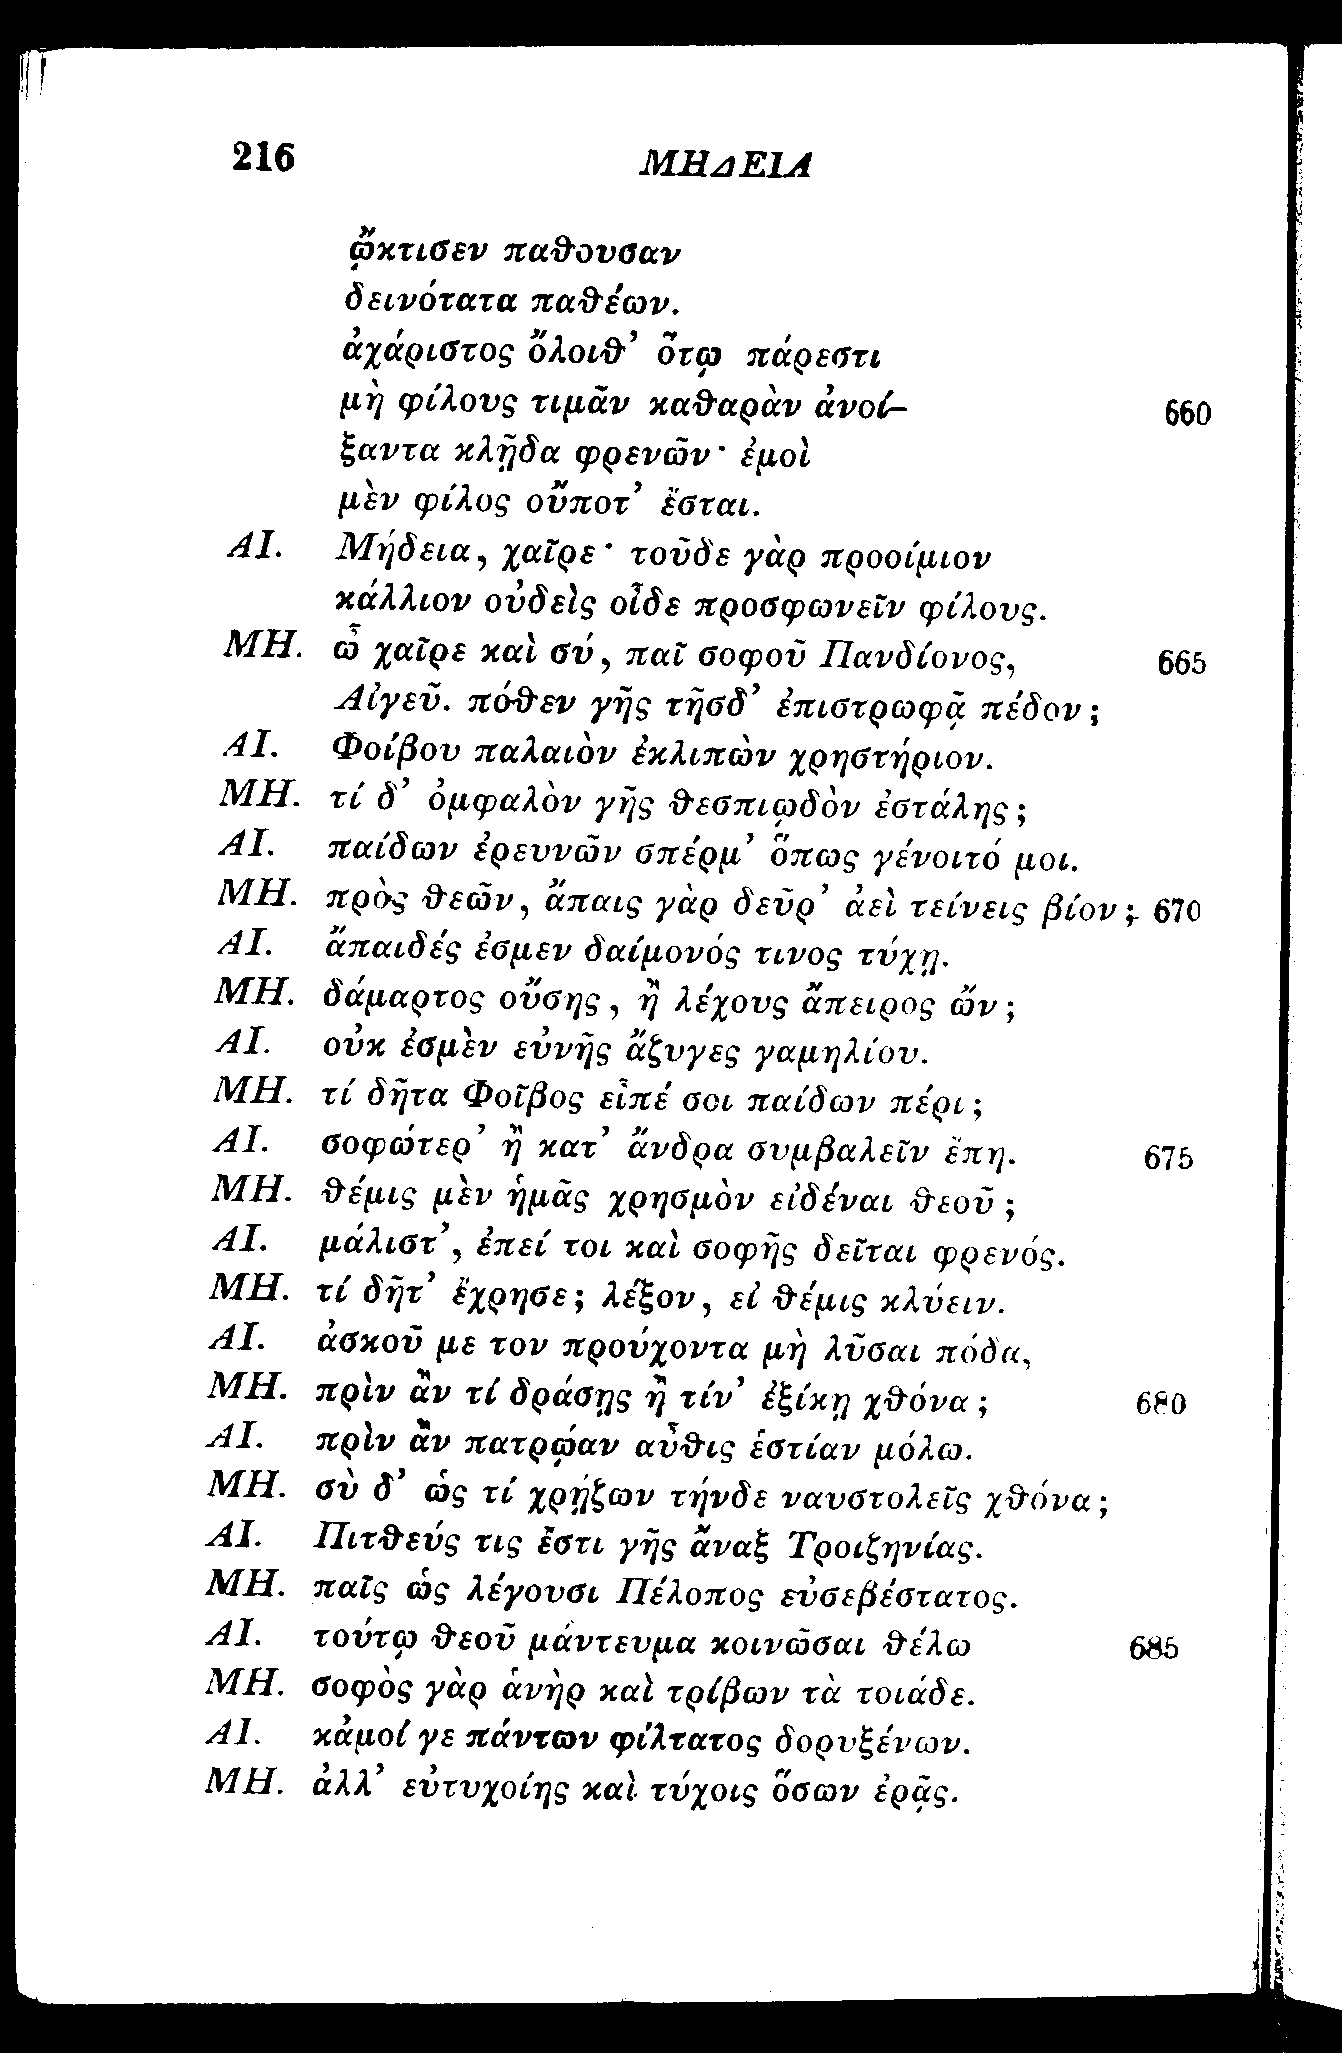 216 ΜΗΔΕΙΑ
ᾤκτισεν παθουσαν
δεινότατα παθέων.
ἀχάριστος ὄλοιθ’ ὅτῳ πάρεστι
μὴ φίλους τιμᾶν καθαρὰν ἀνοί- 660
ξαντα κλῇδα φρενῶν· ἐμοὶ
μὲν φίλος οὔποτ’ ἔσται.
ΑΙ. Μήδεια, χαῖρε· τοῦδε γὰρ προοίμιον
κάλλιον οὐδεὶς οἶδε προσφωνεῖν φίλους.
ΜΗ. ὦ χαῖρε καὶ σύ, παῖ σοφοῦ Πανδίονος, 665
Αἰγεῦ. πόθεν γῆς τῆσδ’ ἐπιστρωφᾷ πέδον;
ΑΙ. Φοίβου παλαιὸν ἐκλιπὼν χρηστήριον.
ΜΗ. τί δ’ ὀμφαλὸν γῆς θεσπιῳδὸν ἐστάλης;
ΑΙ. παίδων ἐρευνῶν σπέρμ’ ὅπως γένοιτό μοι.
ΜΗ. πρὸς θεῶν, ἄπαις γὰρ δεῦρ’ ἀεὶ τείνεις βίον; 670
ΑΙ. ἄπαιδές ἐσμεν δαίμονός τινος τύχῃ.
ΜΗ. δάμαρτος οὔσης, ἢ λέχους ἄπειρος ὤν;
ΑΙ. οὐκ ἐσμὲν εὐνῆς ἄζυγες γαμηλίου.
ΜΗ. τί δῆτα Φοῖβος εἶπέ σοι παίδων πέρι;
ΑΙ. σοφώτερ’ ἢ κατ’ ἄνδρα συμβαλεῖν ἔπη. 675
ΜΗ. θέμις μὲν ἡμᾶς χρησμὸν εἰδέναι θεοῦ;
ΑΙ. μάλιστ’, ἐπεί τοι καὶ σοφῆς δεῖται φρενός.
ΜΗ. τί δῆτ’ ἔχρησε; λέξον, εἰ θέμις κλύειν.
ΑΙ. ἀσκοῦ με τον προύχοντα μὴ λῦσαι πόδα,
ΜΗ. πρὶν ἂν τί δράσῃς ἢ τίν’ ἐξίκῃ χθόνα; 680
ΑΙ. πρὶν ἂν πατρῴαν αὖθις ἑστίαν μόλω.
ΜΗ. σὺ δ’ ὡς τί χρῄζων τήνδε ναυστολεῖς χθόνα;
ΑΙ. Πιτθεύς τις ἔστι γῆς ἄναξ Τροιζηνίας.
ΜΗ. παῖς ὡς λέγουσι Πέλοπος εὐσεβέστατος.
ΑΙ. τούτῳ θεοῦ μάντευμα κοινῶσαι θέλω 685
ΜΗ. σοφὸς γὰρ ἁνὴρ καὶ τρίβων τὰ τοιάδε.
ΑΙ. κἀμοί γε πάντων φίλτατος δορυξένων.
ΜΗ. ἀλλ’ εὐτυχοίης καὶ τύχοις ὅσων ἐρᾷς.